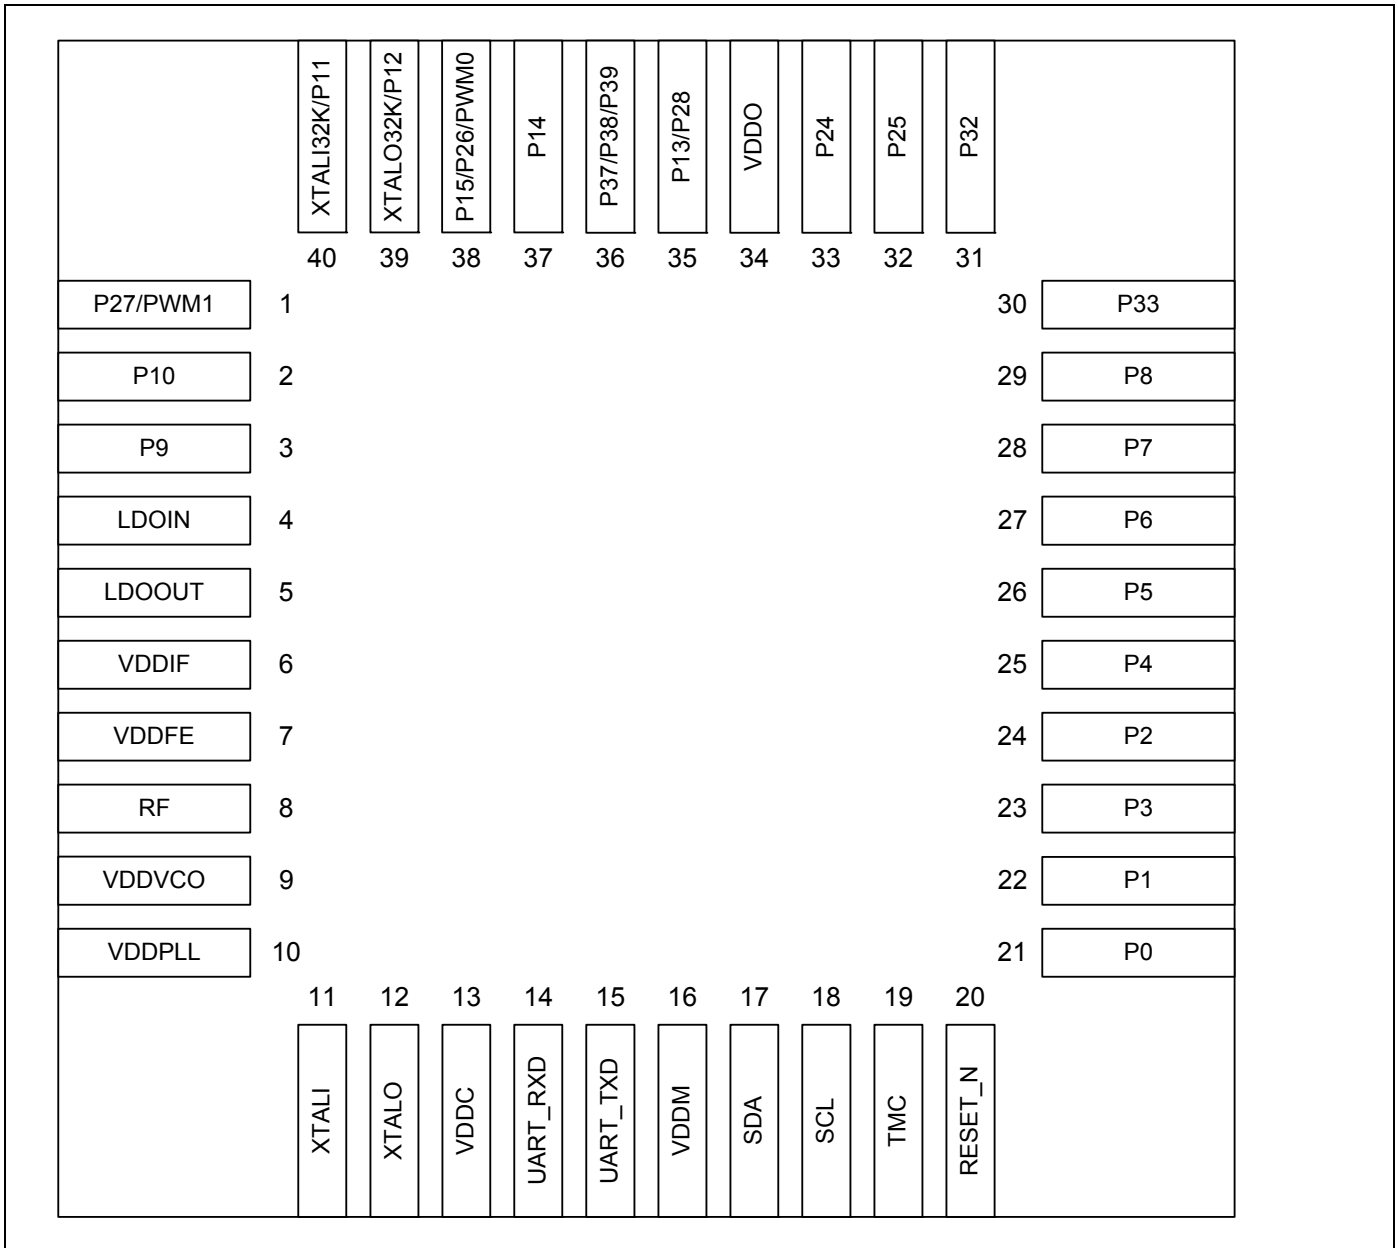 XTALI32K/P11
XTALO32K/P12
P15/P26/PWM0
P14
P37/P38/P39
P13/P28
VDDO
P24
P25
P32
40 39 38 37 36 35 34 33 32 31
P27/PWM1 1 30 P33
P10 2 29 P8
P9 3 28 P7
LDOIN 4 27 P6
LDOOUT 5 26 P5
VDDIF 6 25 P4
VDDFE 7 24 P2
RF 8 23 P3
VDDVCO 9 22 P1
VDDPLL 10 21 P0
11 12 13 14 15 16 17 18 19 20
XTALI
XTALO
VDDC
UART_RXD
UART_TXD
VDDM
SDA
SCL
TMC
RESET_N